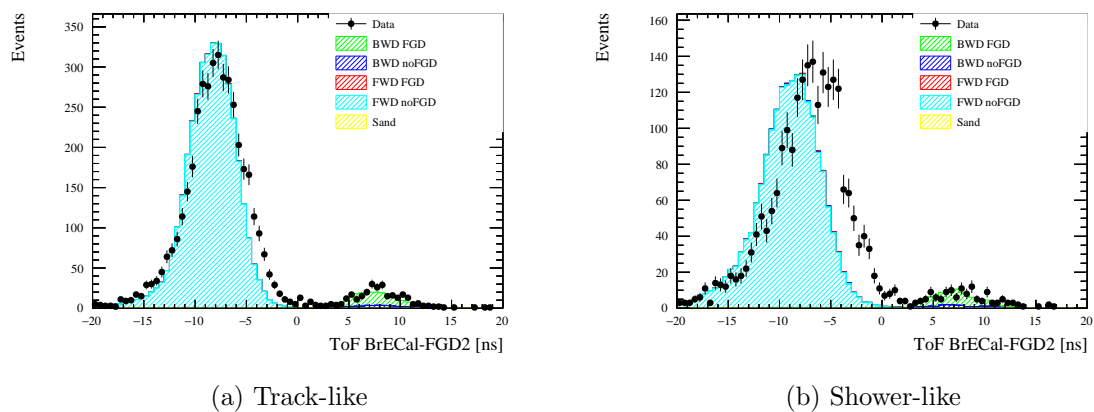 Events
350
300
250
200
150
100
50
0
−20 −15 −10 −5 0 5 10 15 20
ToF BrECal-FGD2 [ns]
Data
BWD FGD
BWD noFGD
FWD FGD
FWD noFGD
Sand
(a) Track-like
Events
160
140
120
100
80
60
40
20
0
−20 −15 −10 −5 0 5 10 15 20
ToF BrECal-FGD2 [ns]
Data
BWD FGD
BWD noFGD
FWD FGD
FWD noFGD
Sand
(b) Shower-like